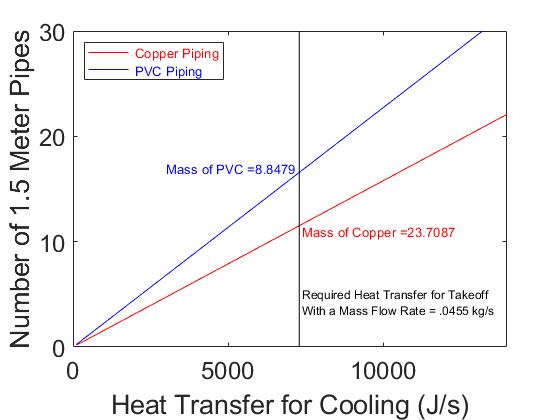 Copper Piping
PVC Piping
Number of 1.5 Meter Pipes
30
20
10
0
Mass of PVC =8.8479
Mass of Copper =23.7087
Required Heat Transfer for Takeoff
With a Mass Flow Rate = .0455 kg/s
0
5000
10000
Heat Transfer for Cooling (J/s)